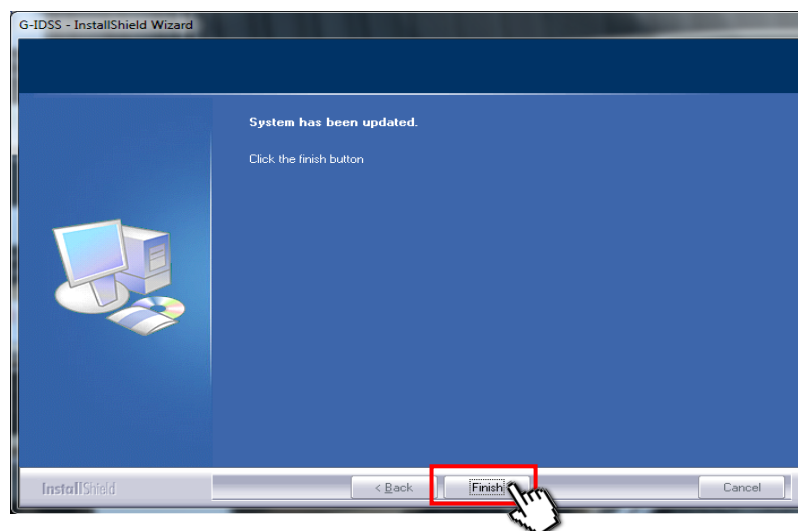 G-IDSS - InstallShield Wizard
System has been updated.
Click the finish button
InstallShield
< Back
Finish
Cancel